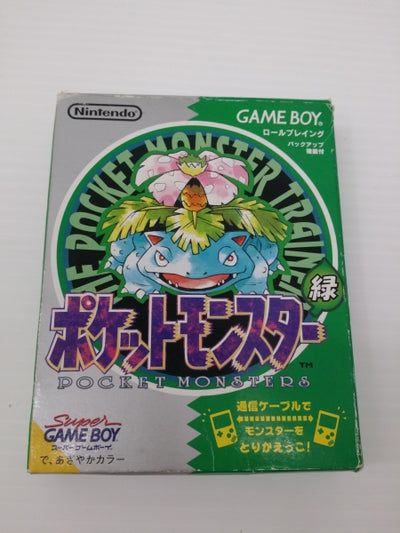 Nintendo
GAME BOY
ロールプレイング
バックアップ
機能付
THE POCKET MONSTER TRAINER
緑
ポケットモンスター
TM
POCKET MONSTERS
Super
GAME BOY
スーパーゲームボーイ
で、あざやかカラー
通信ケーブルで
モンスターを
とりかえっこ!